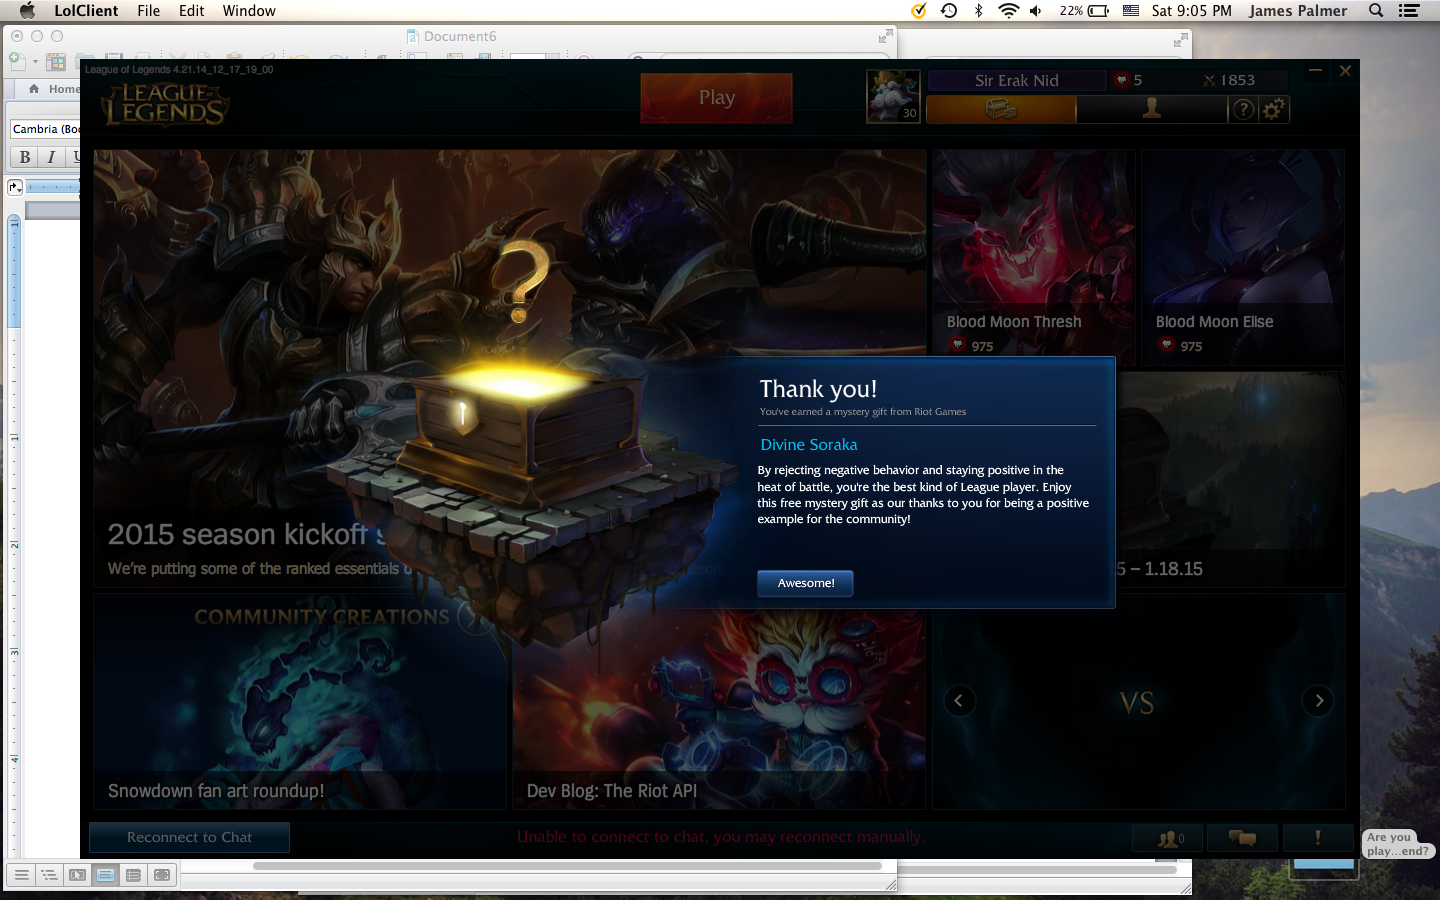 LolClient File Edit Window 22% Sat 9:05 PM James Palmer
Document6
League of Legends 4.21.14_12_17_19_00
Home
LEAGUE OF LEGENDS
Play
30
Sir Erak Nid 5 1853
?
Cambria (Bo
B I U
Blood Moon Thresh
975
Blood Moon Elise
975
?
Thank you!
You've earned a mystery gift from Riot Games
Divine Soraka
By rejecting negative behavior and staying positive in the
heat of battle, you're the best kind of League player. Enjoy
this free mystery gift as our thanks to you for being a positive
example for the community!
Awesome!
2015 season kickoff s
We're putting some of the ranked essentials
5 – 1.18.15
COMMUNITY CREATIONS
Snowdown fan art roundup!
Dev Blog: The Riot API
VS
Reconnect to Chat
Unable to connect to chat, you may reconnect manually.
0
!
Are you
play...end?
1
1
2
3
4